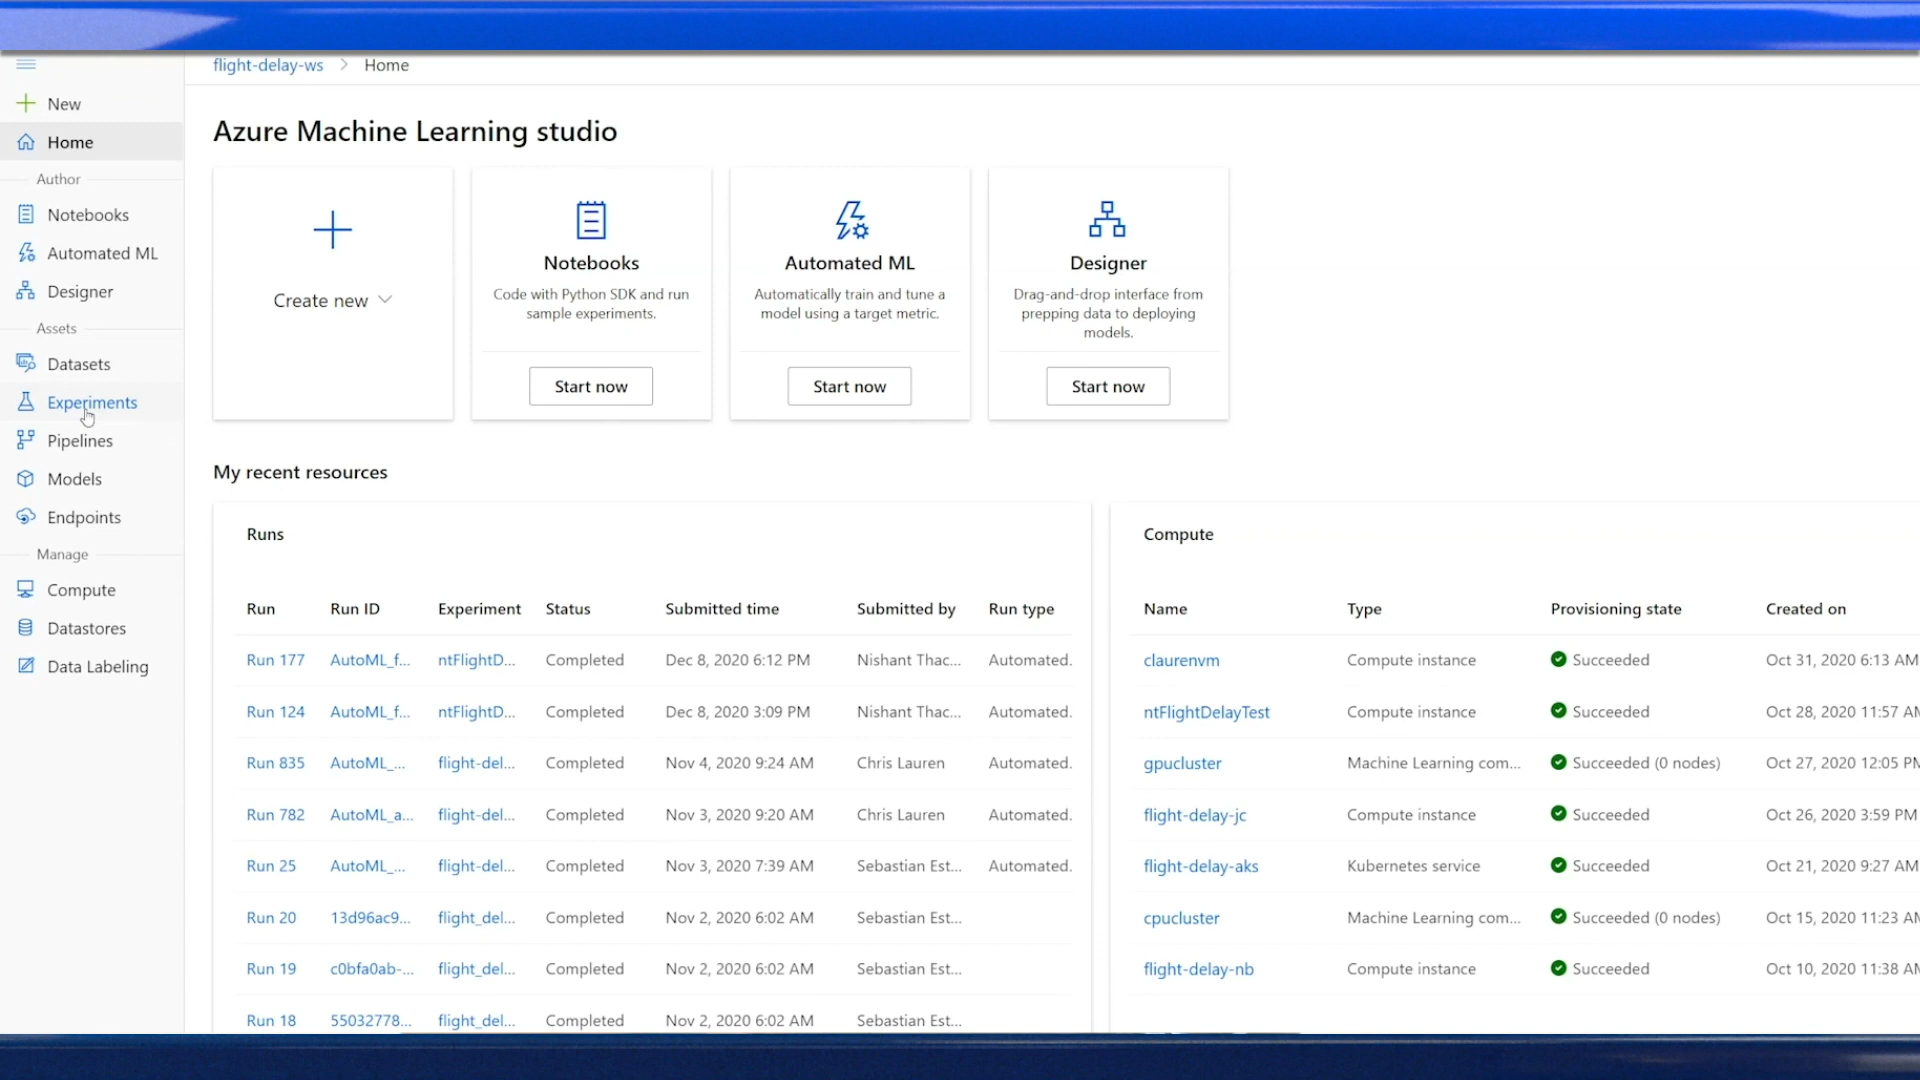 flight-delay-ws > Home
New
Home
Author
Notebooks
Automated ML
Designer
Assets
Datasets
Experiments
Pipelines
Models
Endpoints
Manage
Compute
Datastores
Data Labeling
Azure Machine Learning studio
Create new
Notebooks
Code with Python SDK and run
sample experiments.
Start now
Automated ML
Automatically train and tune a
model using a target metric.
Start now
Designer
Drag-and-drop interface from
prepping data to deploying
models.
Start now
My recent resources
Runs
Run Run ID Experiment Status Submitted time Submitted by Run type
Run 177 AutoML_f... ntFlightD... Completed Dec 8, 2020 6:12 PM Nishant Thac... Automated.
Run 124 AutoML_f... ntFlightD... Completed Dec 8, 2020 3:09 PM Nishant Thac... Automated.
Run 835 AutoML_... flight-del... Completed Nov 4, 2020 9:24 AM Chris Lauren Automated.
Run 782 AutoML_a... flight-del... Completed Nov 3, 2020 9:20 AM Chris Lauren Automated.
Run 25 AutoML_... flight-del... Completed Nov 3, 2020 7:39 AM Sebastian Est... Automated.
Run 20 13d96ac9... flight_del... Completed Nov 2, 2020 6:02 AM Sebastian Est...
Run 19 c0bfa0ab-... flight_del... Completed Nov 2, 2020 6:02 AM Sebastian Est...
Run 18 55032778... flight_del... Completed Nov 2, 2020 6:02 AM Sebastian Est...
Compute
Name Type Provisioning state Created on
claurenvm Compute instance Succeeded Oct 31, 2020 6:13 AM
ntFlightDelayTest Compute instance Succeeded Oct 28, 2020 11:57 AM
gpucluster Machine Learning com... Succeeded (0 nodes) Oct 27, 2020 12:05 PM
flight-delay-jc Compute instance Succeeded Oct 26, 2020 3:59 PM
flight-delay-aks Kubernetes service Succeeded Oct 21, 2020 9:27 AM
cpucluster Machine Learning com... Succeeded (0 nodes) Oct 15, 2020 11:23 AM
flight-delay-nb Compute instance Succeeded Oct 10, 2020 11:38 AM